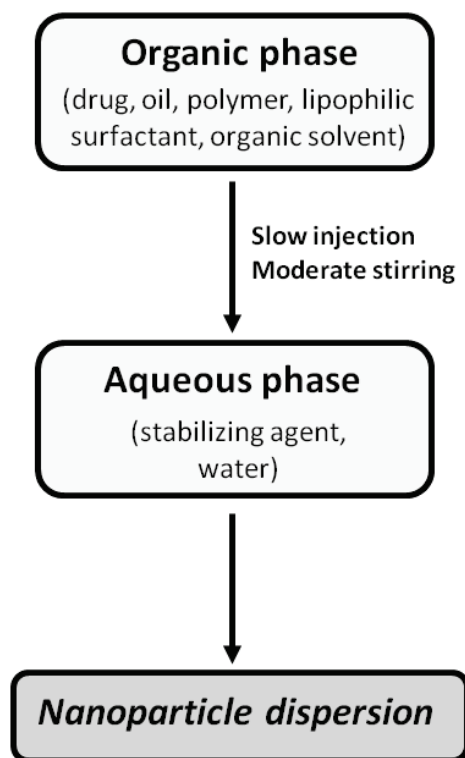 Organic phase
(drug, oil, polymer, lipophilic
surfactant, organic solvent)
Slow injection
Moderate stirring
Aqueous phase
(stabilizing agent,
water)
Nanoparticle dispersion